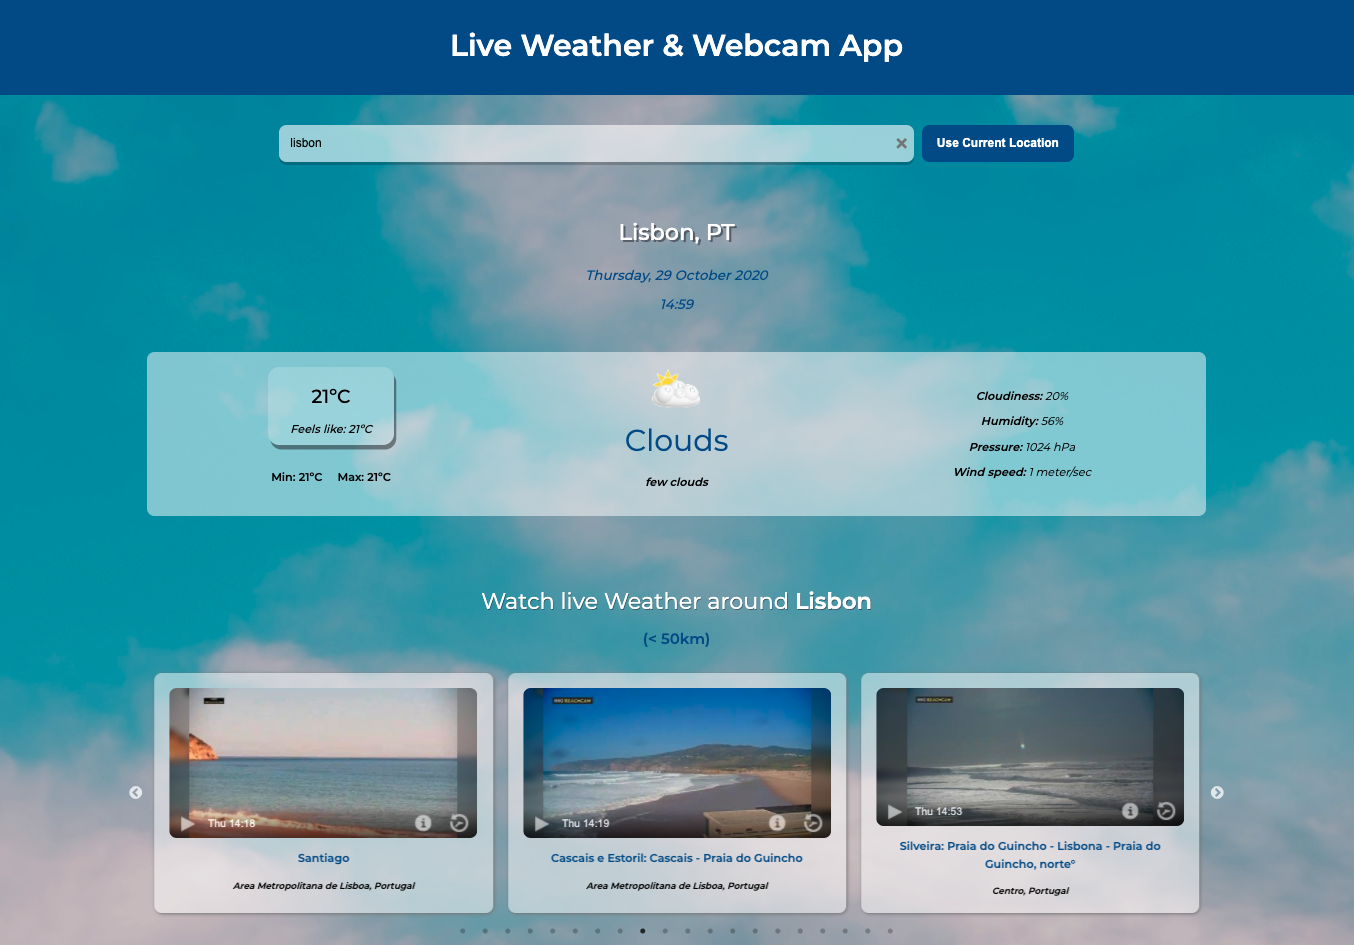 Live Weather & Webcam App
lisbon
Use Current Location
Lisbon, PT
Thursday, 29 October 2020
14:59
21°C
Feels like: 21°C
Min: 21°C Max: 21°C
Clouds
few clouds
Cloudiness: 20%
Humidity: 56%
Pressure: 1024 hPa
Wind speed: 1 meter/sec
Watch live Weather around Lisbon
(< 50km)
Thu 14:18
Santiago
Area Metropolitana de Lisboa, Portugal
Thu 14:19
Cascais e Estoril: Cascais - Praia do Guincho
Area Metropolitana de Lisboa, Portugal
Thu 14:53
Silveira: Praia do Guincho - Lisbona - Praia do
Guincho, norte°
Centro, Portugal